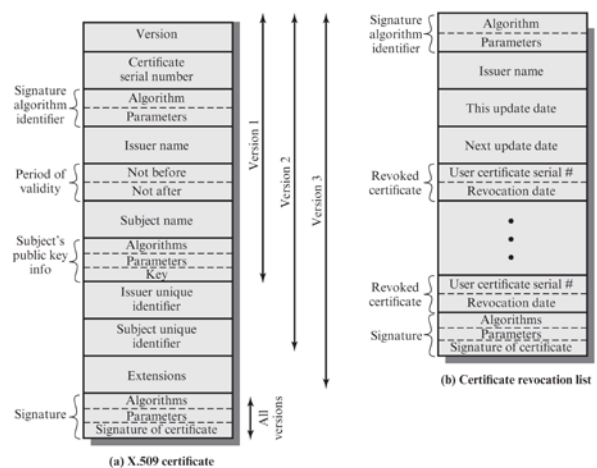 Version
Certificate
serial number
Signature
algorithm
identifier
Algorithm
Parameters
Issuer name
Period of
validity
Not before
Not after
Subject name
Subject's
public key
info
Algorithms
Parameters
Key
Issuer unique
identifier
Subject unique
identifier
Extensions
Signature
Algorithms
Parameters
Signature of certificate
Version 1
Version 2
Version 3
All
versions
(a) X.509 certificate
Signature
algorithm
identifier
Algorithm
Parameters
Issuer name
This update date
Next update date
Revoked
certificate
User certificate serial #
Revocation date
Revoked
certificate
User certificate serial #
Revocation date
Signature
Algorithms
Parameters
Signature of certificate
(b) Certificate revocation list